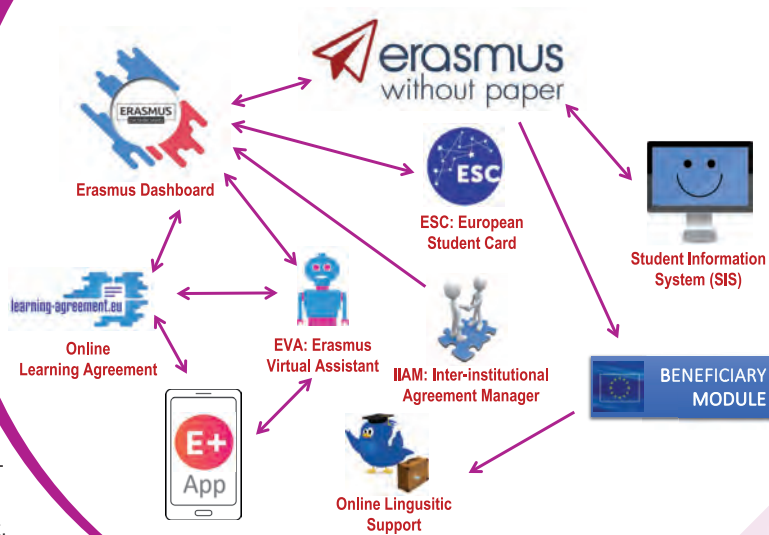 erasmus
without paper
ERASMUS
Erasmus Dashboard
ESC
ESC: European
Student Card
Student Information
System (SIS)
learning-agreement.eu
Online
Learning Agreement
EVA: Erasmus
Virtual Assistant
IIAM: Inter-institutional
Agreement Manager
BENEFICIARY
MODULE
E+
App
Online Lingusitic
Support